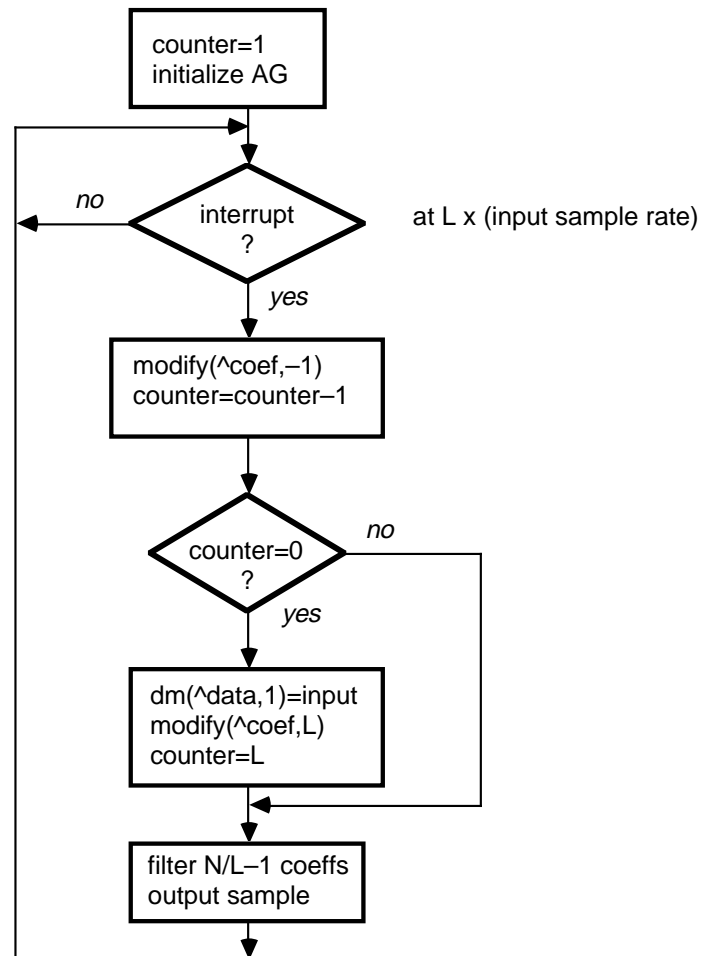 counter=1
initialize AG
no
interrupt
?
at L x (input sample rate)
yes
modify(^coef,–1)
counter=counter–1
counter=0
?
no
yes
dm(^data,1)=input
modify(^coef,L)
counter=L
filter N/L–1 coeffs
output sample